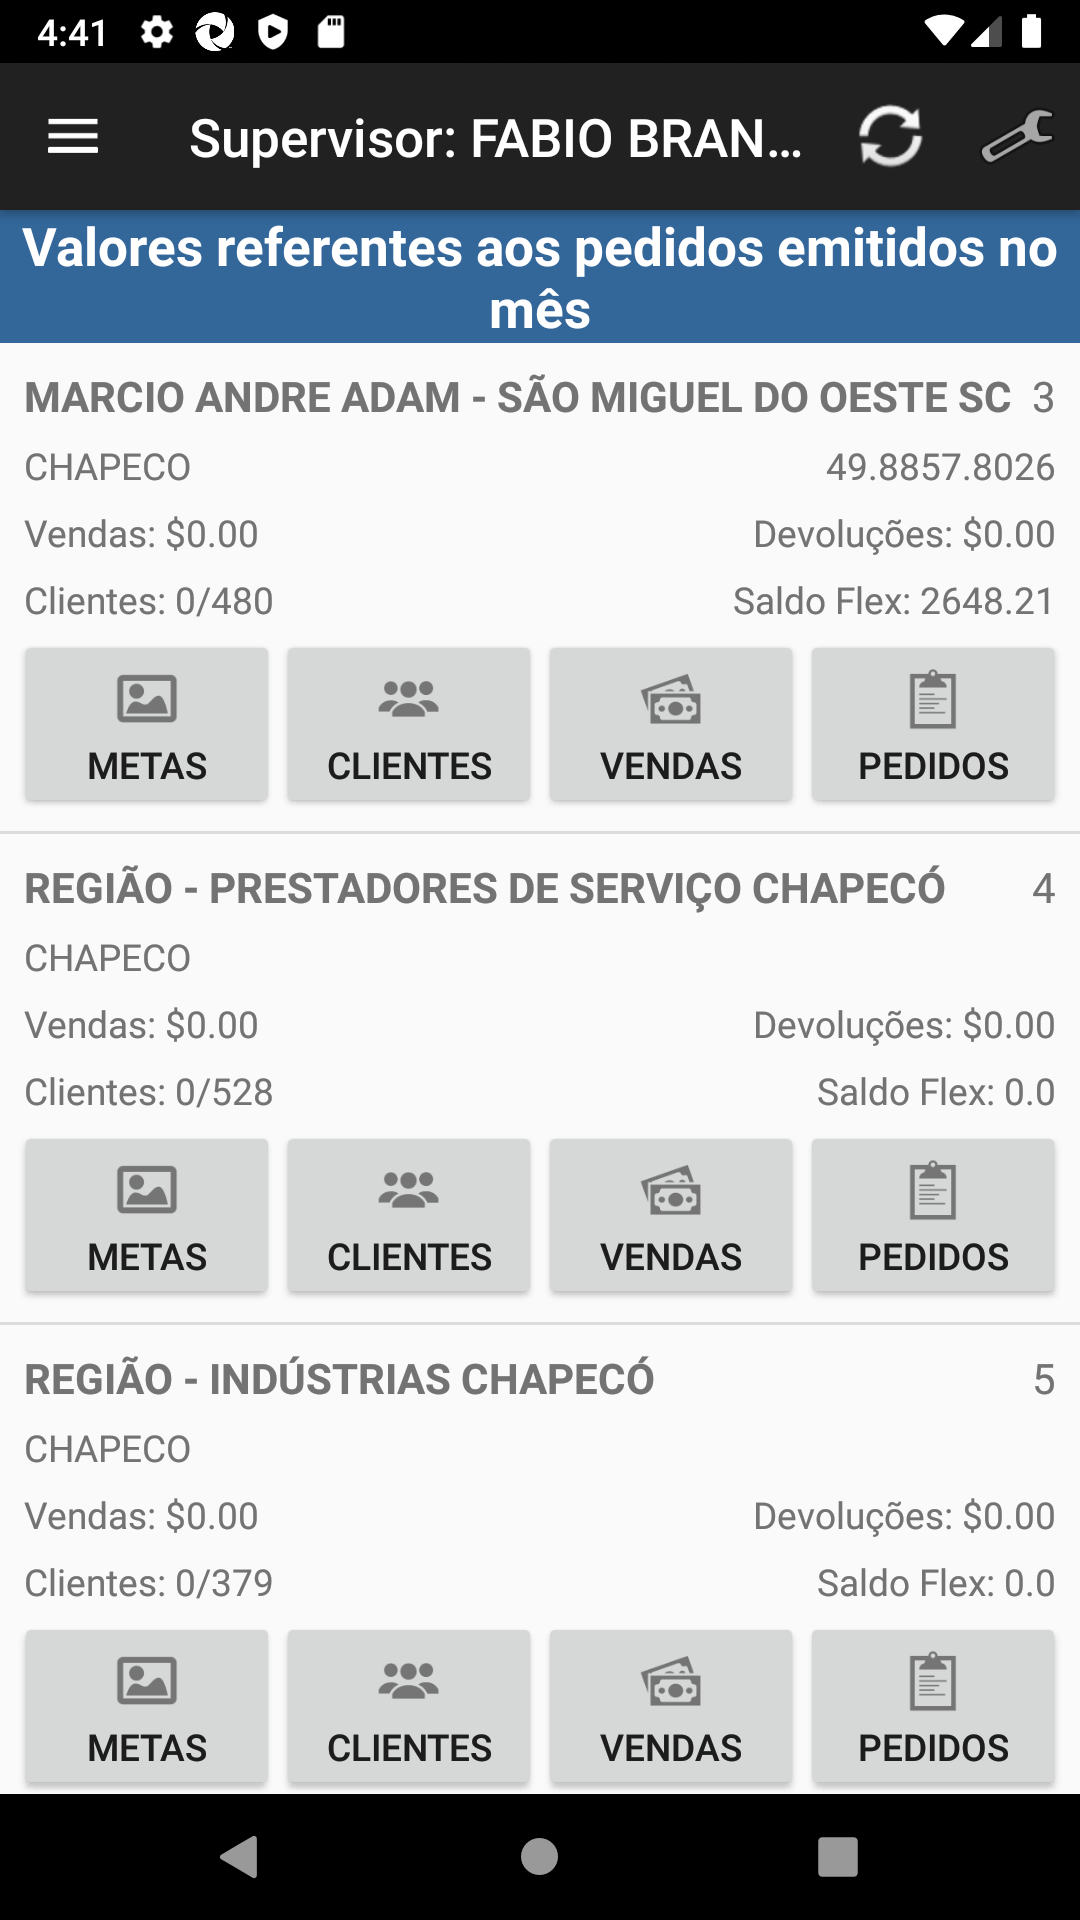 4:41
Supervisor: FABIO BRAN...
Valores referentes aos pedidos emitidos no
mês
MARCIO ANDRE ADAM - SÃO MIGUEL DO OESTE SC 3
CHAPECO 49.8857.8026
Vendas: $0.00 Devoluções: $0.00
Clientes: 0/480 Saldo Flex: 2648.21
METAS CLIENTES VENDAS PEDIDOS
REGIÃO - PRESTADORES DE SERVIÇO CHAPECÓ 4
CHAPECO
Vendas: $0.00 Devoluções: $0.00
Clientes: 0/528 Saldo Flex: 0.0
METAS CLIENTES VENDAS PEDIDOS
REGIÃO - INDÚSTRIAS CHAPECÓ 5
CHAPECO
Vendas: $0.00 Devoluções: $0.00
Clientes: 0/379 Saldo Flex: 0.0
METAS CLIENTES VENDAS PEDIDOS